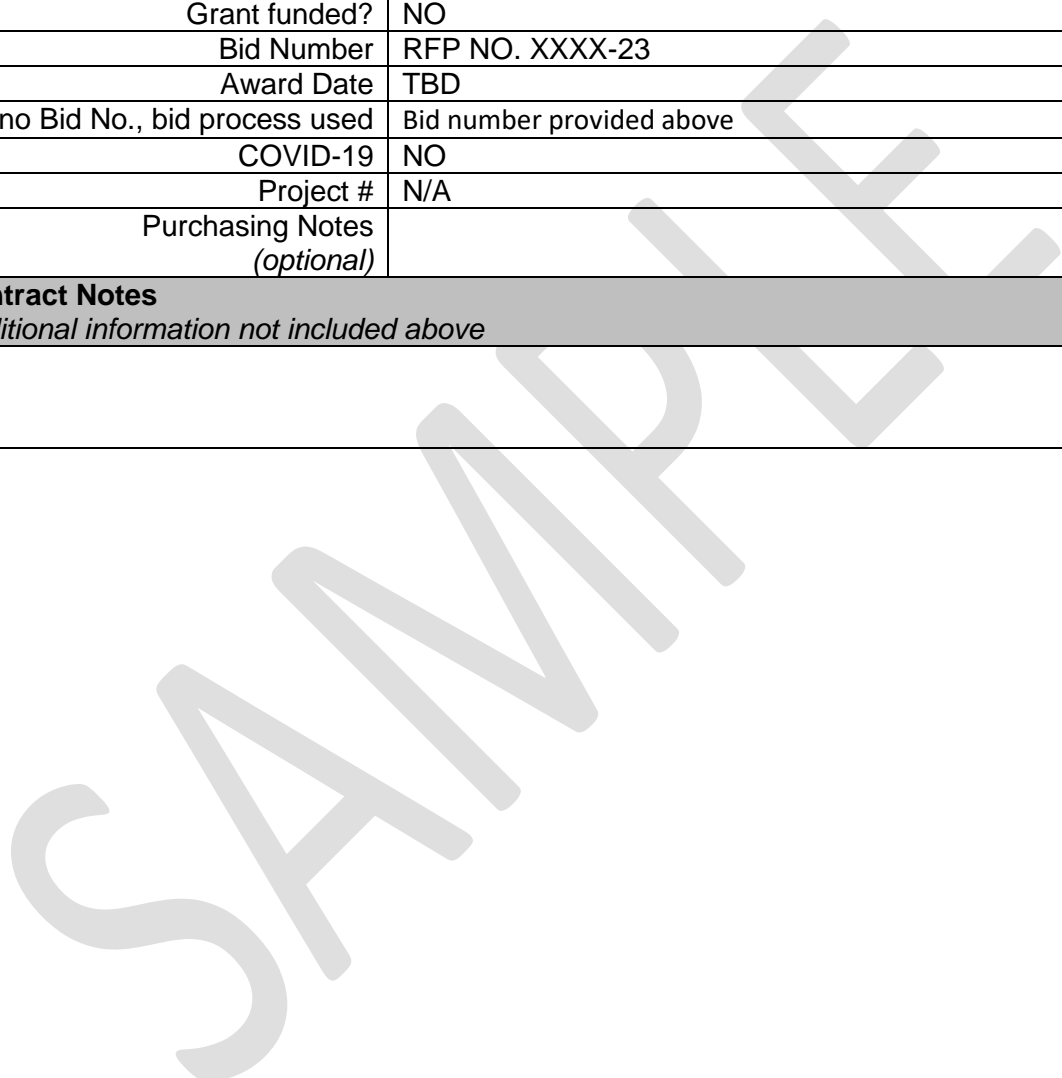 Grant funded? NO
Bid Number RFP NO. XXXX-23
Award Date TBD
no Bid No., bid process used Bid number provided above
COVID-19 NO
Project # N/A
Purchasing Notes
(optional)
ntract Notes
ditional information not included above
SAMPLE